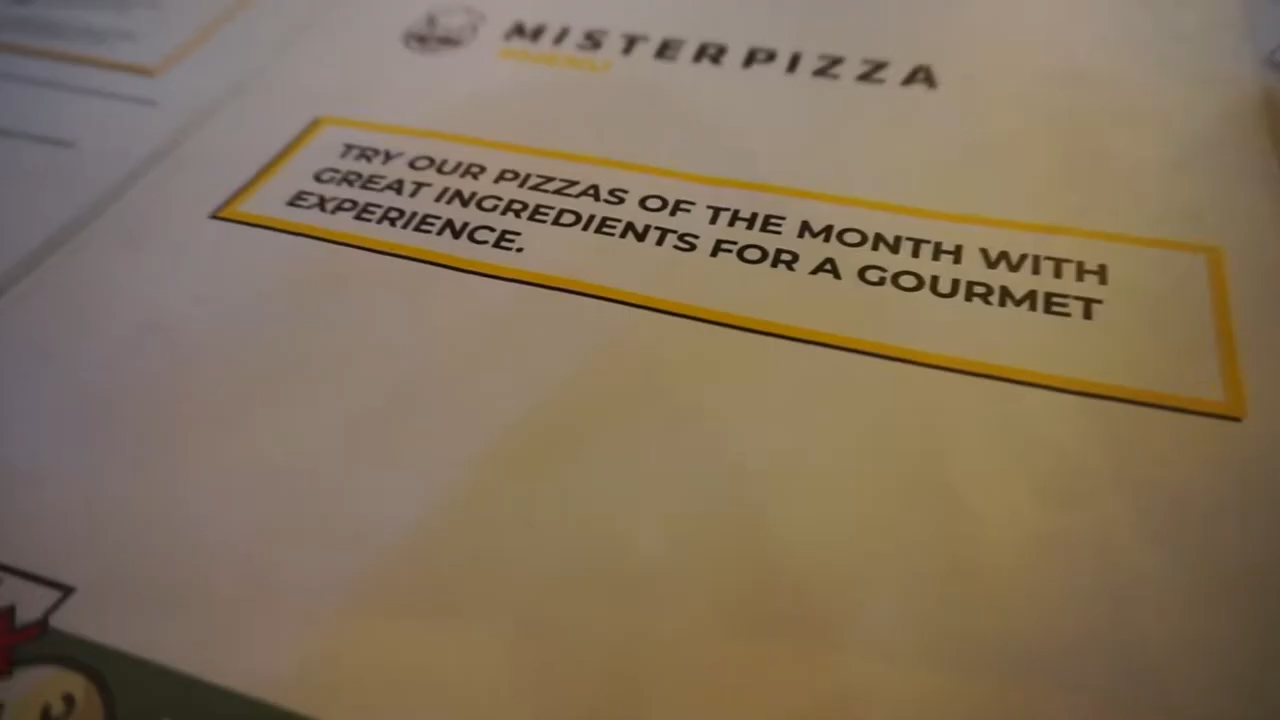 MISTERPIZZA
TRY OUR PIZZAS OF THE MONTH WITH
GREAT INGREDIENTS FOR A GOURMET
EXPERIENCE.